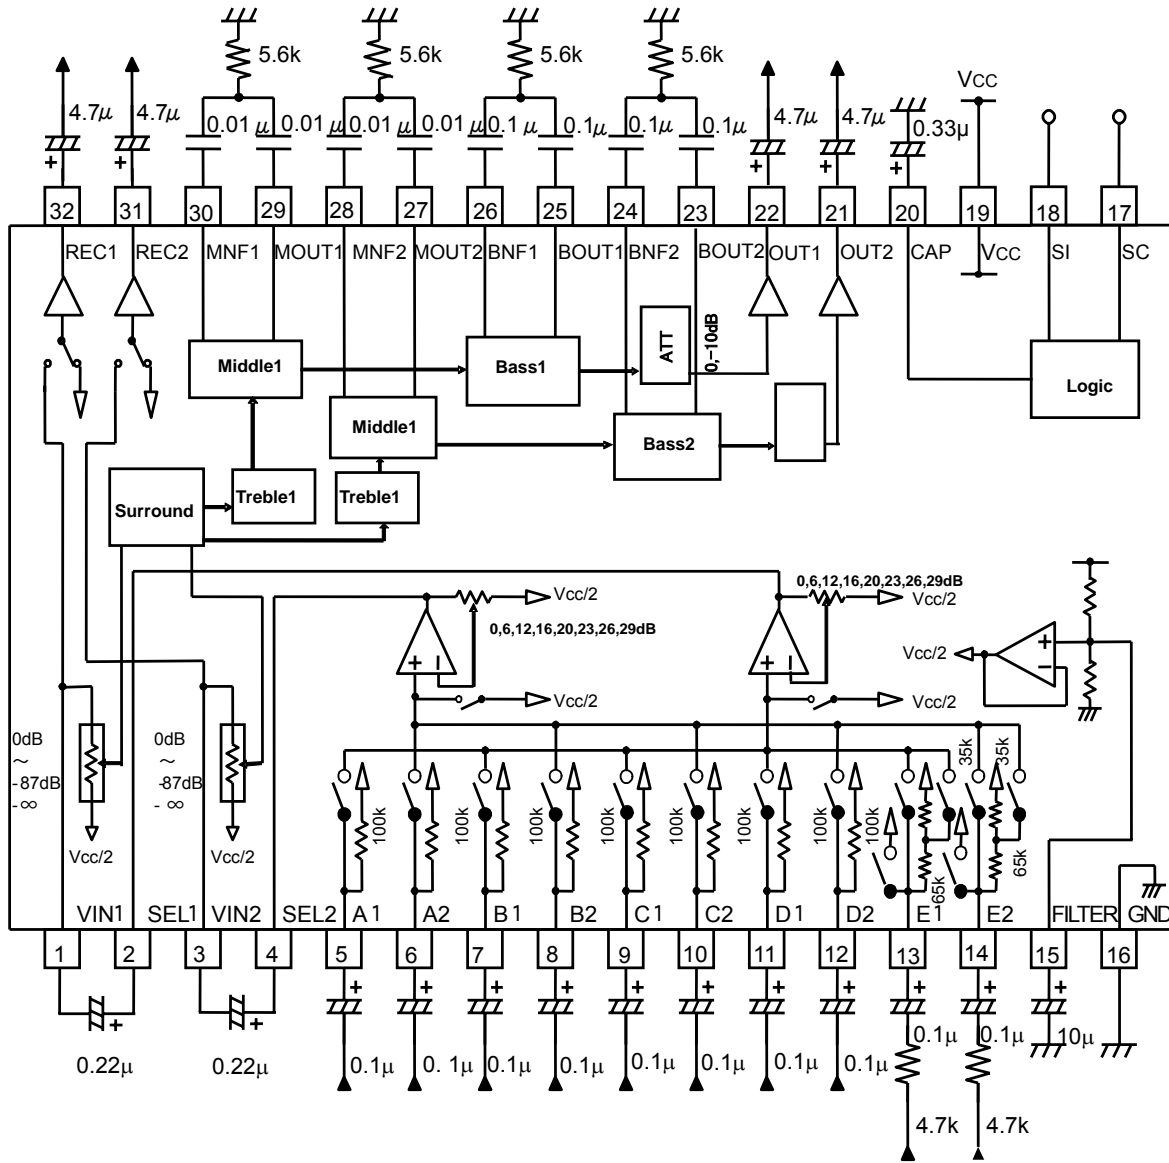 5.6k 5.6k 5.6k 5.6k
VCC
4.7μ 4.7μ 0.01 μ 0.01 μ 0.01 μ 0.01 μ 0.1 μ 0.1μ 0.1μ 0.1μ 4.7μ 4.7μ 0.33μ
+ + + + +
32 31 30 29 28 27 26 25 24 23 22 21 20 19 18 17
REC1 REC2 MNF1 MOUT1 MNF2 MOUT2 BNF1 BOUT1 BNF2 BOUT2 OUT1 OUT2 CAP VCC SI SC
Middle1 Bass1 ATT 0,-10dB Logic
Middle1 Bass2
Surround Treble1 Treble1
0,6,12,16,20,23,26,29dB
Vcc/2 Vcc/2
0,6,12,16,20,23,26,29dB
Vcc/2
Vcc/2 Vcc/2
0dB 0dB
~ ~
-87dB -87dB
-∞ - ∞
35k 35k
100k 100k 100k 100k 100k 100k 100k 100k
65k 65k
Vcc/2 Vcc/2
VIN1 SEL1 VIN2 SEL2 A1 A2 B1 B2 C1 C2 D1 D2 E1 E2 FILTER GND
1 2 3 4 5 6 7 8 9 10 11 12 13 14 15 16
+ + + + + + + + + + +
+ +
0.22μ 0.22μ 0.1μ 0. 1μ 0.1μ 0.1μ 0.1μ 0.1μ 0.1μ 0.1μ 0.1μ 0.1μ 10μ
4.7k 4.7k